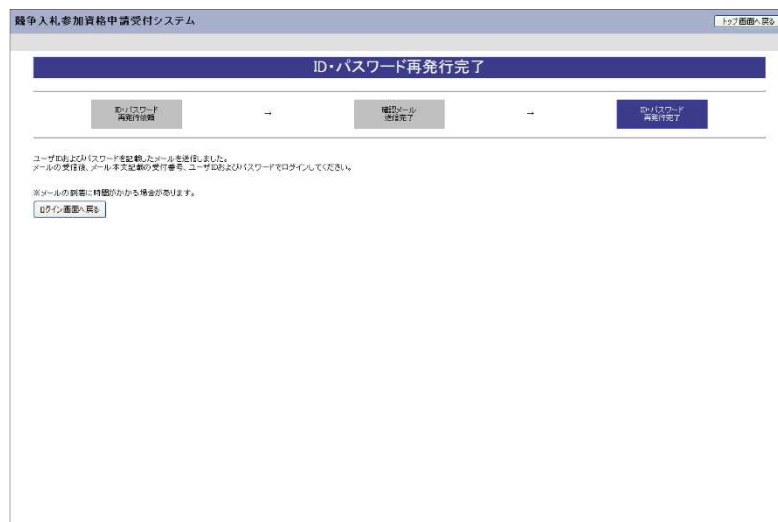 競争入札参加資格申請受付システム
トップ画面へ戻る
ID・パスワード再発行完了
ID・パスワード
再発行依頼
→
確認メール
送信完了
→
ID・パスワード
再発行完了
ユーザIDおよびパスワードを記載したメールを送信しました。
メールの受信後、メール本文記載の受付番号、ユーザIDおよびパスワードでログインしてください。
※メールの到着に時間がかかる場合があります。
ログイン画面へ戻る